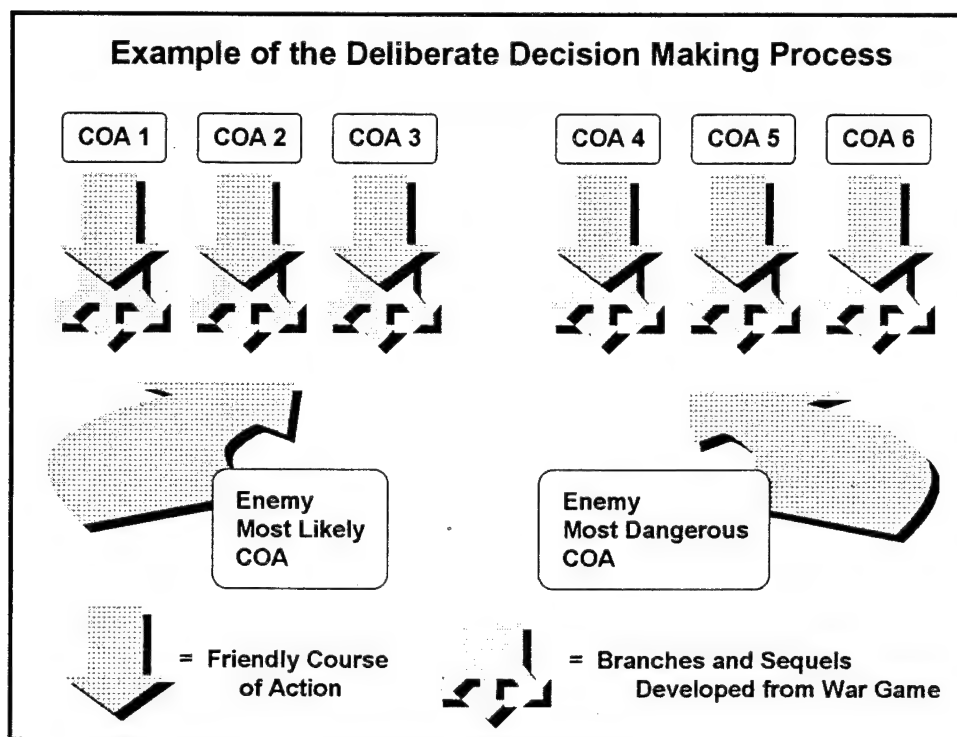 Example of the Deliberate Decision Making Process
COA 1 COA 2 COA 3 COA 4 COA 5 COA 6
Enemy
Most Likely
COA
Enemy
Most Dangerous
COA
= Friendly Course
of Action
= Branches and Sequels
Developed from War Game